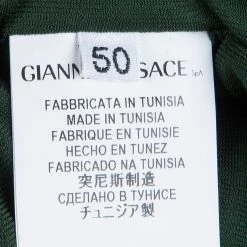 50
GIANN SACE SpA
FABBRICATA IN TUNISIA
MADE IN TUNISIA
FABRIQUE EN TUNISIE
HECHO EN TUNEZ
FABRICADO NA TUNISIA
突尼斯制造
СДЕЛАНО В ТУНИСЕ
チュニジア製